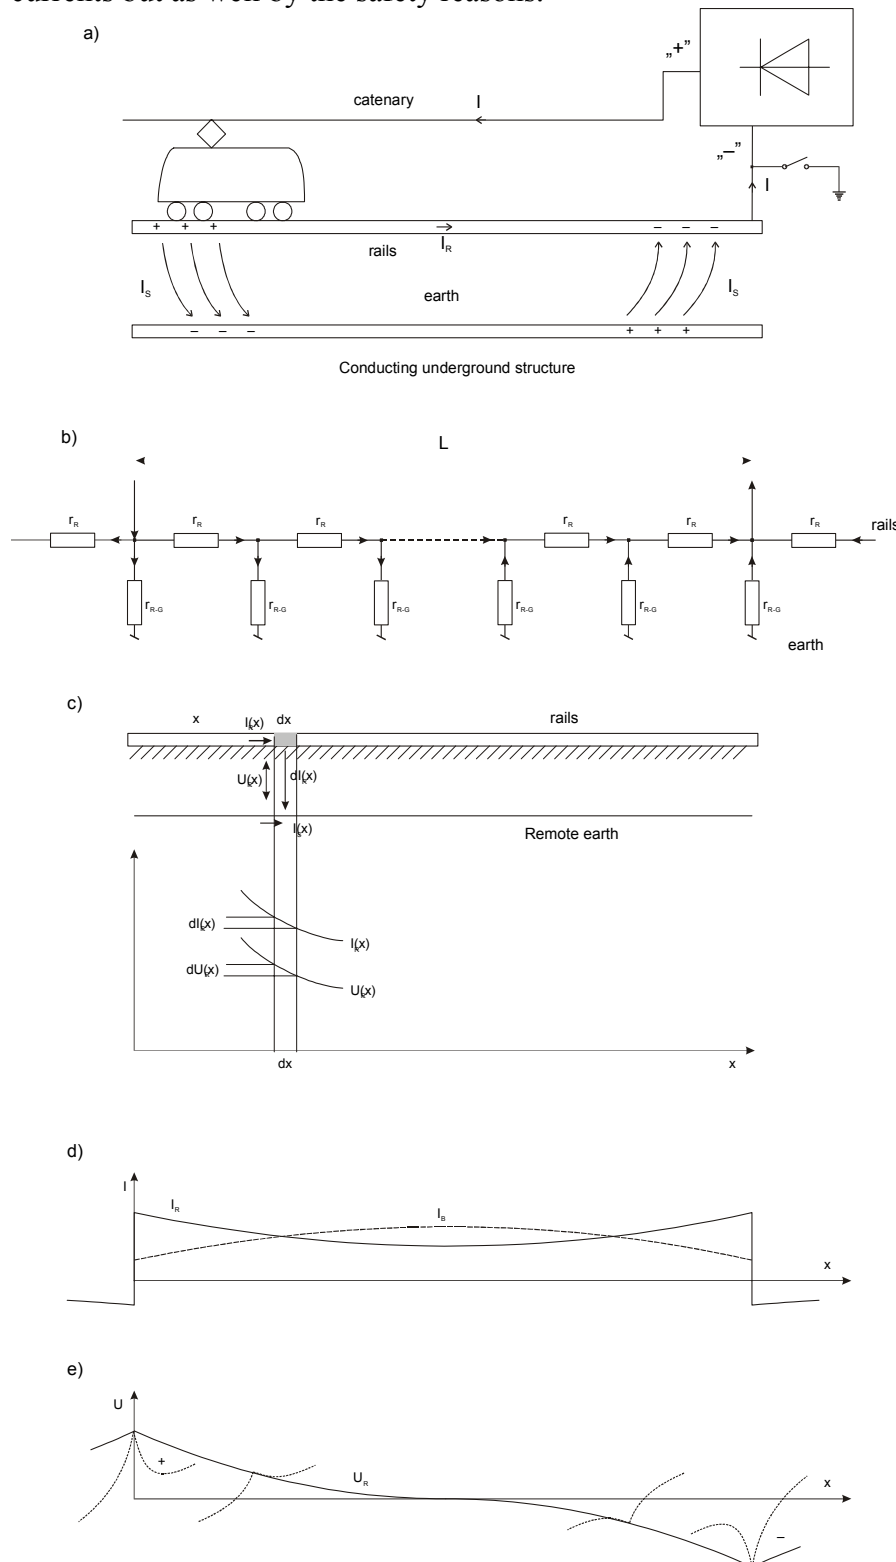 currents but as well by the safety reasons.
a)
„+”
catenary
I
„–”
I
+ + +
– – –
rails
I_R
I_S
earth
I_S
– – –
+ + +
Conducting underground structure
b)
L
r_R
r_R
r_R
r_R
r_R
r_R
rails
r_R-G
r_R-G
r_R-G
r_R-G
r_R-G
r_R-G
earth
c)
x
I_R(x)
dx
rails
U_R(x)
dI_R(x)
I_S(x)
Remote earth
dI_R(x)
I_R(x)
dU_R(x)
U_R(x)
dx
x
d)
I
I_R
I_B
x
e)
U
+
U_R
x
–